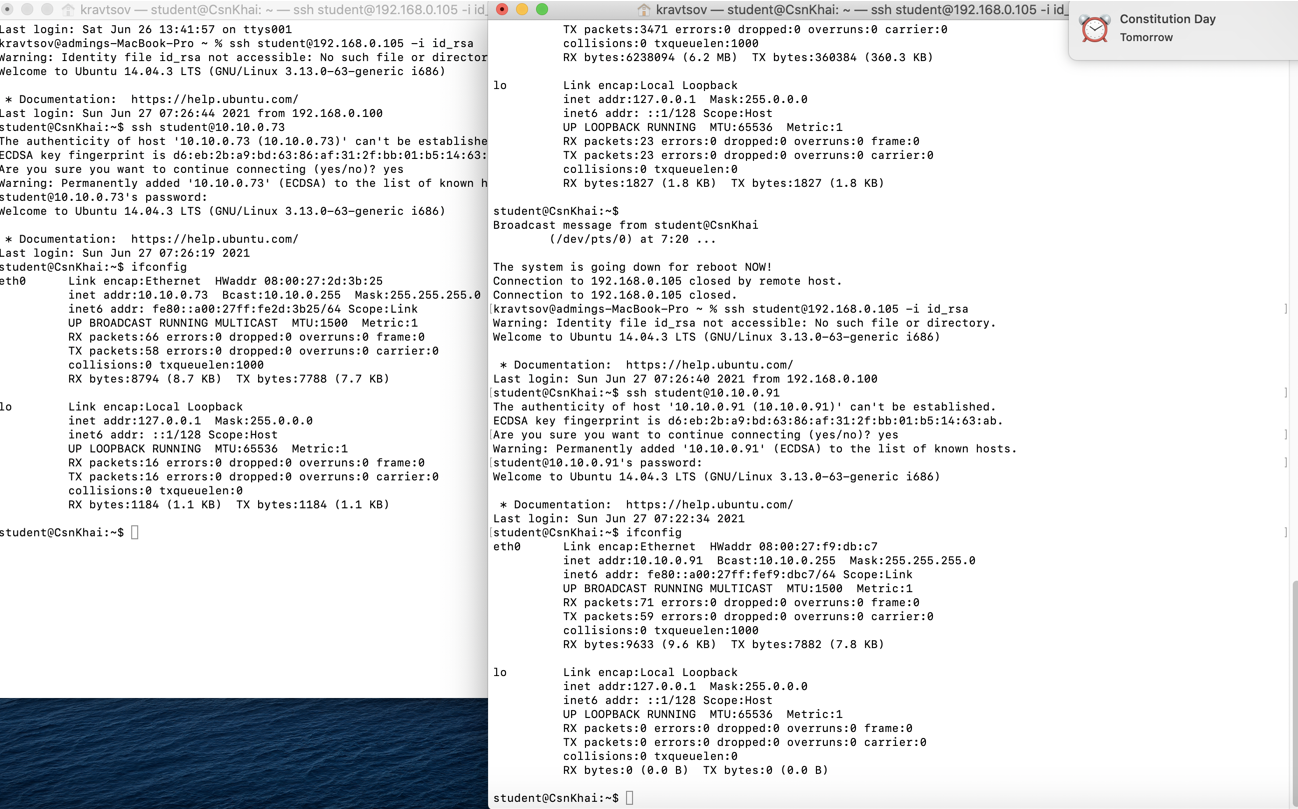 kravtsov — student@CsnKhai: ~ — ssh student@192.168.0.105 -i id_
Last login: Sat Jun 26 13:41:57 on ttys001
kravtsov@admings-MacBook-Pro ~ % ssh student@192.168.0.105 -i id_rsa
Warning: Identity file id_rsa not accessible: No such file or director
Welcome to Ubuntu 14.04.3 LTS (GNU/Linux 3.13.0-63-generic i686)
* Documentation:  https://help.ubuntu.com/
Last login: Sun Jun 27 07:26:44 2021 from 192.168.0.100
student@CsnKhai:~$ ssh student@10.10.0.73
The authenticity of host '10.10.0.73 (10.10.0.73)' can't be establishe
ECDSA key fingerprint is d6:eb:2b:a9:bd:63:86:af:31:2f:bb:01:b5:14:63:
Are you sure you want to continue connecting (yes/no)? yes
Warning: Permanently added '10.10.0.73' (ECDSA) to the list of known h
student@10.10.0.73's password:
Welcome to Ubuntu 14.04.3 LTS (GNU/Linux 3.13.0-63-generic i686)
* Documentation:  https://help.ubuntu.com/
Last login: Sun Jun 27 07:26:19 2021
student@CsnKhai:~$ ifconfig
eth0      Link encap:Ethernet  HWaddr 08:00:27:2d:3b:25
inet addr:10.10.0.73  Bcast:10.10.0.255  Mask:255.255.255.0
inet6 addr: fe80::a00:27ff:fe2d:3b25/64 Scope:Link
UP BROADCAST RUNNING MULTICAST  MTU:1500  Metric:1
RX packets:66 errors:0 dropped:0 overruns:0 frame:0
TX packets:58 errors:0 dropped:0 overruns:0 carrier:0
collisions:0 txqueuelen:1000
RX bytes:8794 (8.7 KB)  TX bytes:7788 (7.7 KB)
lo        Link encap:Local Loopback
inet addr:127.0.0.1  Mask:255.0.0.0
inet6 addr: ::1/128 Scope:Host
UP LOOPBACK RUNNING  MTU:65536  Metric:1
RX packets:16 errors:0 dropped:0 overruns:0 frame:0
TX packets:16 errors:0 dropped:0 overruns:0 carrier:0
collisions:0 txqueuelen:0
RX bytes:1184 (1.1 KB)  TX bytes:1184 (1.1 KB)
student@CsnKhai:~$
kravtsov — student@CsnKhai: ~ — ssh student@192.168.0.105 -i id_
TX packets:3471 errors:0 dropped:0 overruns:0 carrier:0
collisions:0 txqueuelen:1000
RX bytes:6238094 (6.2 MB)  TX bytes:360384 (360.3 KB)
lo        Link encap:Local Loopback
inet addr:127.0.0.1  Mask:255.0.0.0
inet6 addr: ::1/128 Scope:Host
UP LOOPBACK RUNNING  MTU:65536  Metric:1
RX packets:23 errors:0 dropped:0 overruns:0 frame:0
TX packets:23 errors:0 dropped:0 overruns:0 carrier:0
collisions:0 txqueuelen:0
RX bytes:1827 (1.8 KB)  TX bytes:1827 (1.8 KB)
student@CsnKhai:~$
Broadcast message from student@CsnKhai
(/dev/pts/0) at 7:20 ...
The system is going down for reboot NOW!
Connection to 192.168.0.105 closed by remote host.
Connection to 192.168.0.105 closed.
[kravtsov@admings-MacBook-Pro ~ % ssh student@192.168.0.105 -i id_rsa ]
Warning: Identity file id_rsa not accessible: No such file or directory.
Welcome to Ubuntu 14.04.3 LTS (GNU/Linux 3.13.0-63-generic i686)
* Documentation:  https://help.ubuntu.com/
Last login: Sun Jun 27 07:26:40 2021 from 192.168.0.100
[student@CsnKhai:~$ ssh student@10.10.0.91 ]
The authenticity of host '10.10.0.91 (10.10.0.91)' can't be established.
ECDSA key fingerprint is d6:eb:2b:a9:bd:63:86:af:31:2f:bb:01:b5:14:63:ab.
[Are you sure you want to continue connecting (yes/no)? yes ]
Warning: Permanently added '10.10.0.91' (ECDSA) to the list of known hosts.
[student@10.10.0.91's password: ]
Welcome to Ubuntu 14.04.3 LTS (GNU/Linux 3.13.0-63-generic i686)
* Documentation:  https://help.ubuntu.com/
Last login: Sun Jun 27 07:22:34 2021
[student@CsnKhai:~$ ifconfig ]
eth0      Link encap:Ethernet  HWaddr 08:00:27:f9:db:c7
inet addr:10.10.0.91  Bcast:10.10.0.255  Mask:255.255.255.0
inet6 addr: fe80::a00:27ff:fef9:dbc7/64 Scope:Link
UP BROADCAST RUNNING MULTICAST  MTU:1500  Metric:1
RX packets:71 errors:0 dropped:0 overruns:0 frame:0
TX packets:59 errors:0 dropped:0 overruns:0 carrier:0
collisions:0 txqueuelen:1000
RX bytes:9633 (9.6 KB)  TX bytes:7882 (7.8 KB)
lo        Link encap:Local Loopback
inet addr:127.0.0.1  Mask:255.0.0.0
inet6 addr: ::1/128 Scope:Host
UP LOOPBACK RUNNING  MTU:65536  Metric:1
RX packets:0 errors:0 dropped:0 overruns:0 frame:0
TX packets:0 errors:0 dropped:0 overruns:0 carrier:0
collisions:0 txqueuelen:0
RX bytes:0 (0.0 B)  TX bytes:0 (0.0 B)
student@CsnKhai:~$
Constitution Day
Tomorrow